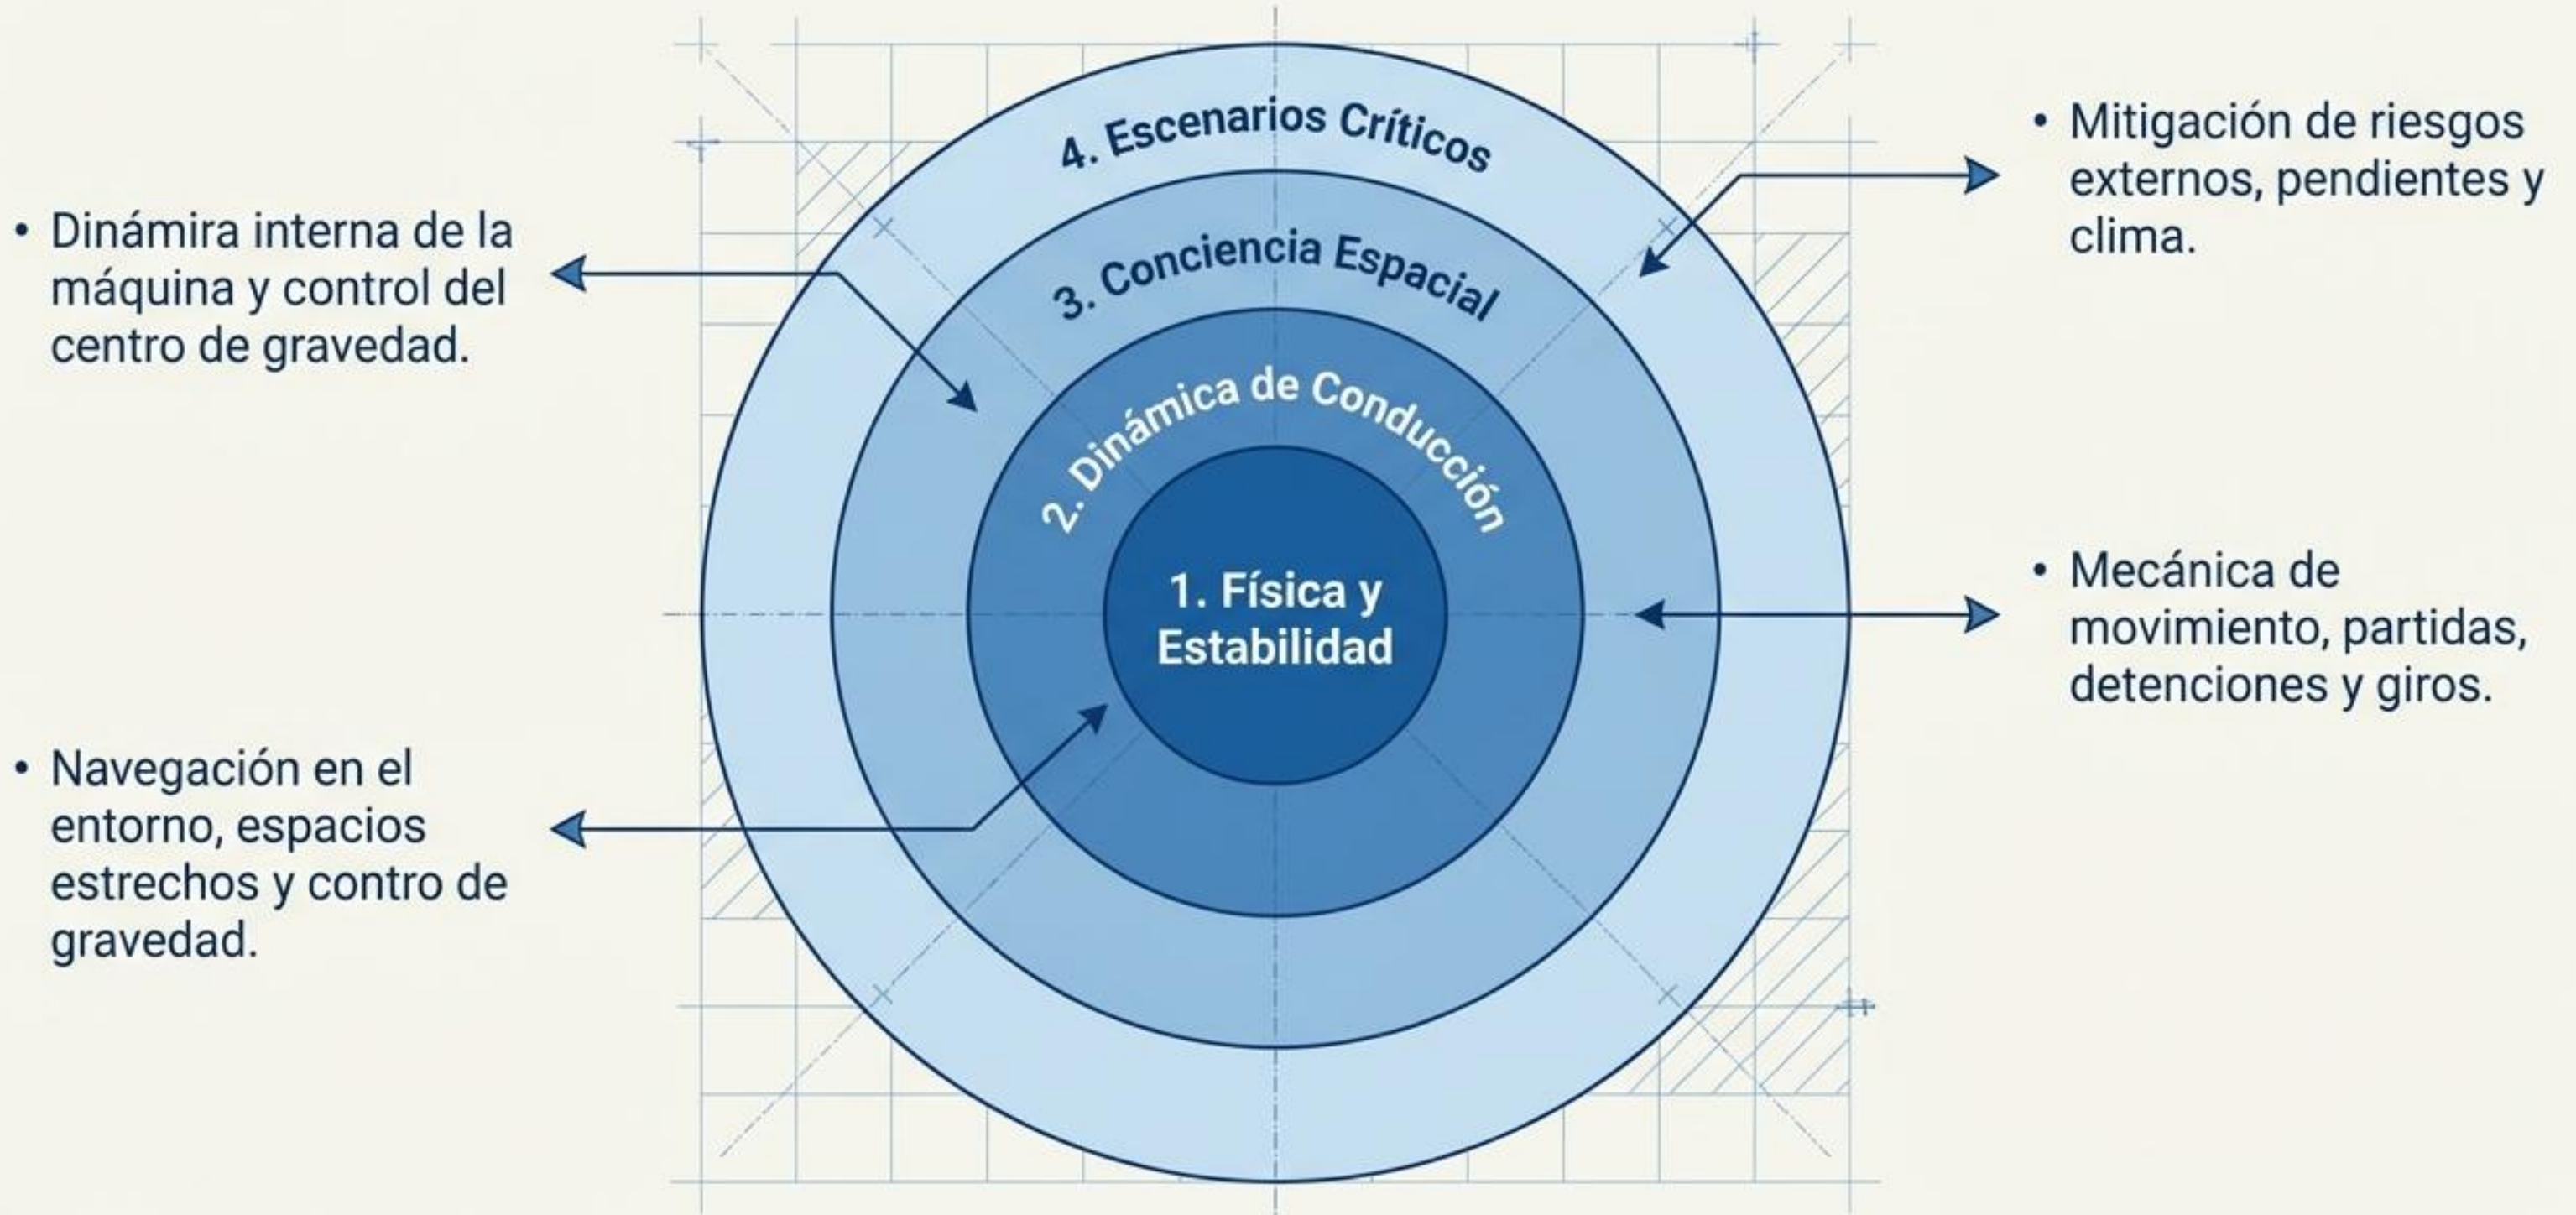 4. Escenarios Críticos
3. Conciencia Espacial
2. Dinámica de Conducción
1. Física y
Estabilidad
• Dinámira interna de la
máquina y control del
centro de gravedad.
• Navegación en el
entorno, espacios
estrechos y contro de
gravedad.
• Mitigación de riesgos
externos, pendientes y
clima.
• Mecánica de
movimiento, partidas,
detenciones y giros.